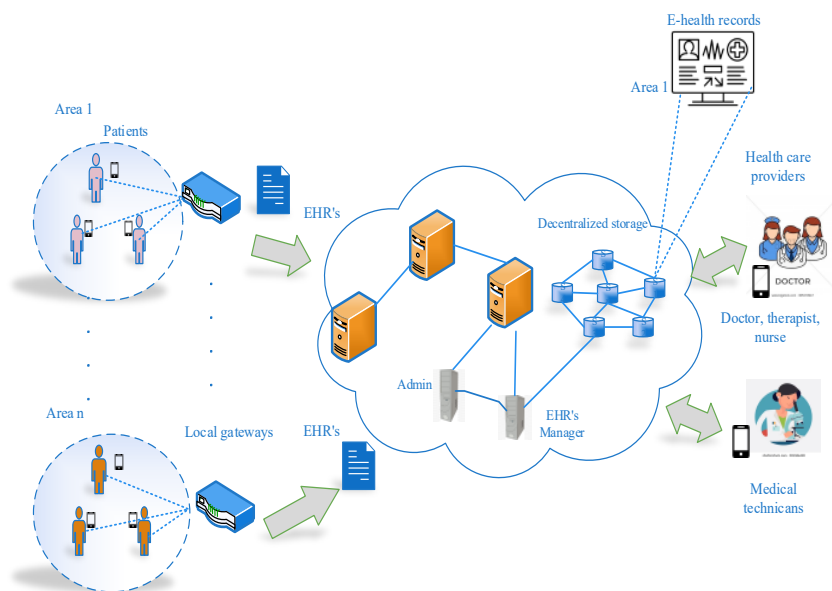 E-health records
Area 1
Area 1
Patients
Health care
providers
EHR's
Decentralized storage
DOCTOR
Doctor, therapist,
nurse
Admin
EHR's
Manager
Area n
Local gateways
EHR's
Medical
technicans